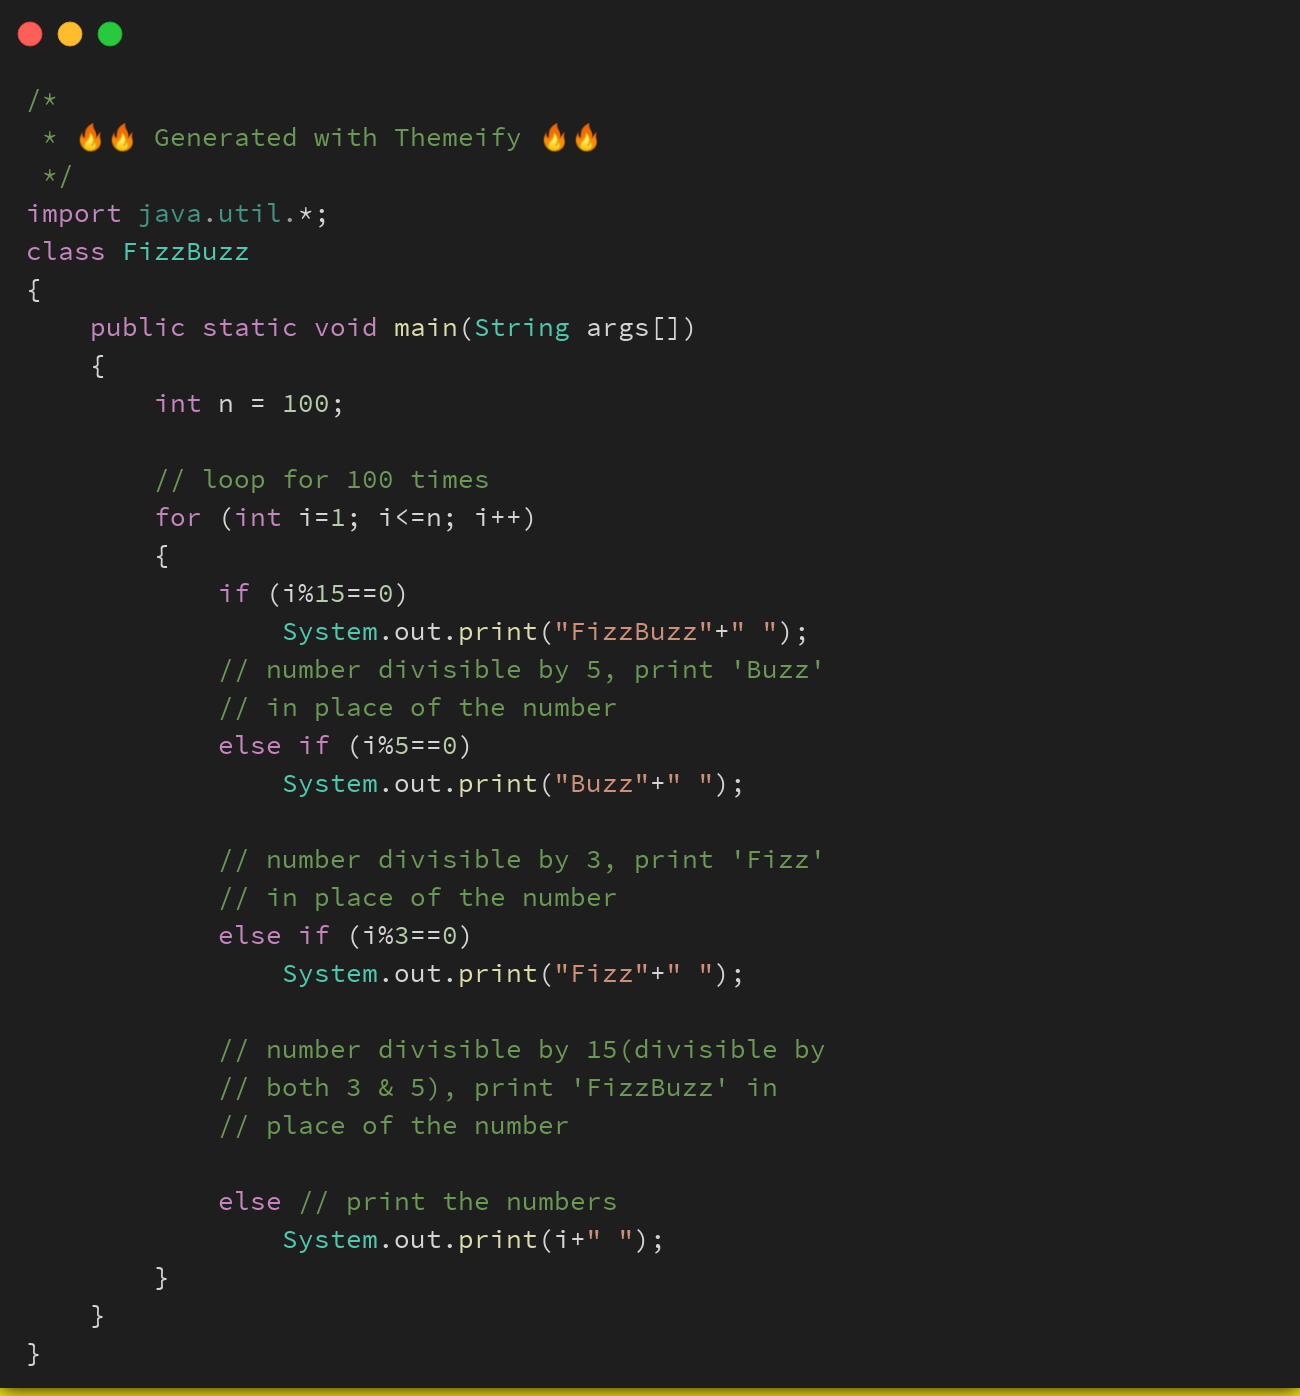 /*
 * 🔥🔥 Generated with Themeify 🔥🔥
 */
import java.util.*;
class FizzBuzz
{
    public static void main(String args[])
    {
        int n = 100;

        // loop for 100 times
        for (int i=1; i<=n; i++)
        {
            if (i%15==0)
                System.out.print("FizzBuzz"+" ");
            // number divisible by 5, print 'Buzz'
            // in place of the number
            else if (i%5==0)
                System.out.print("Buzz"+" ");

            // number divisible by 3, print 'Fizz'
            // in place of the number
            else if (i%3==0)
                System.out.print("Fizz"+" ");

            // number divisible by 15(divisible by
            // both 3 & 5), print 'FizzBuzz' in
            // place of the number

            else // print the numbers
                System.out.print(i+" ");
        }
    }
}